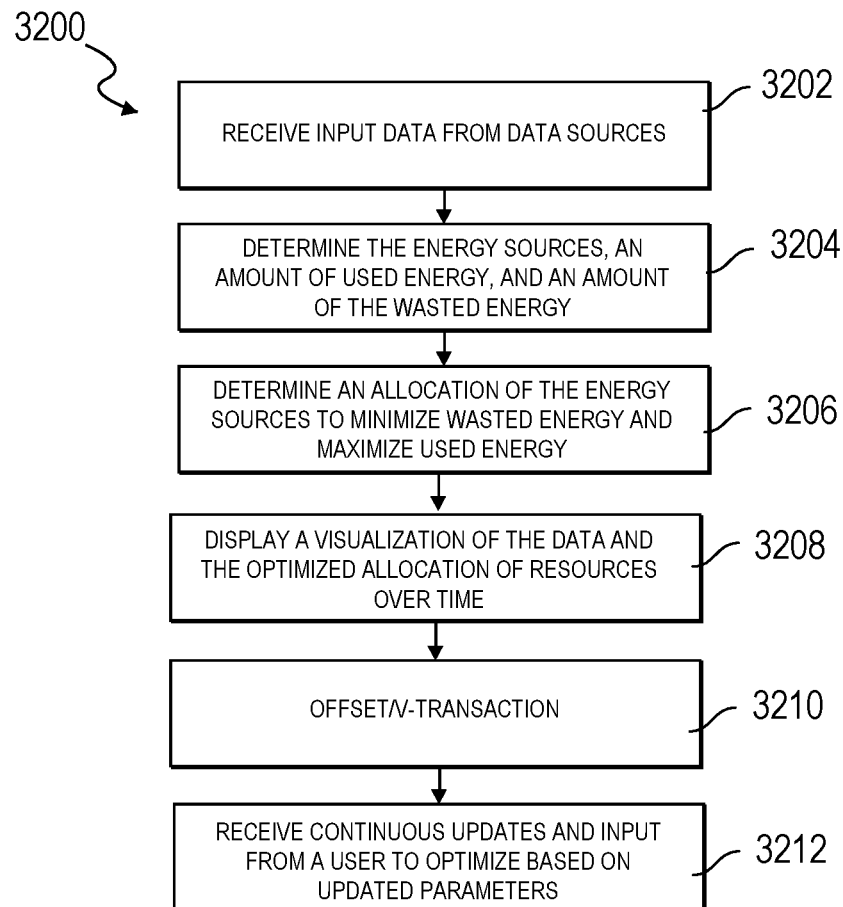 3200
3202
RECEIVE INPUT DATA FROM DATA SOURCES
3204
DETERMINE THE ENERGY SOURCES, AN
AMOUNT OF USED ENERGY, AND AN AMOUNT
OF THE WASTED ENERGY
3206
DETERMINE AN ALLOCATION OF THE ENERGY
SOURCES TO MINIMIZE WASTED ENERGY AND
MAXIMIZE USED ENERGY
3208
DISPLAY A VISUALIZATION OF THE DATA AND
THE OPTIMIZED ALLOCATION OF RESOURCES
OVER TIME
3210
OFFSET/V-TRANSACTION
3212
RECEIVE CONTINUOUS UPDATES AND INPUT
FROM A USER TO OPTIMIZE BASED ON
UPDATED PARAMETERS